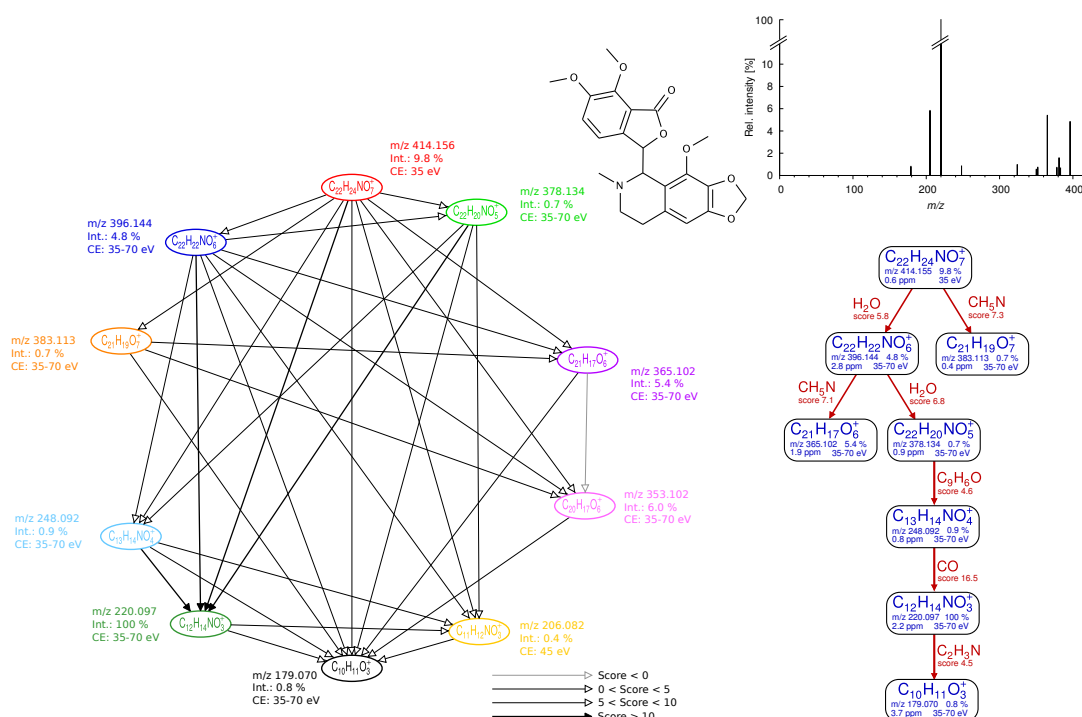 m/z 414.156
Int.: 9.8 %
CE: 35 eV
C22H24NO7+
m/z 378.134
Int.: 0.7 %
CE: 35-70 eV
C22H20NO5+
m/z 396.144
Int.: 4.8 %
CE: 35-70 eV
C22H22NO6+
m/z 383.113
Int.: 0.7 %
CE: 35-70 eV
C21H19O7+
C21H17O6+
m/z 365.102
Int.: 5.4 %
CE: 35-70 eV
m/z 353.102
Int.: 6.0 %
CE: 35-70 eV
C20H17O6+
m/z 248.092
Int.: 0.9 %
CE: 35-70 eV
C13H14NO4+
m/z 220.097
Int.: 100 %
CE: 35-70 eV
C12H14NO3+
m/z 206.082
Int.: 0.4 %
CE: 45 eV
C11H12NO3+
m/z 179.070
Int.: 0.8 %
CE: 35-70 eV
C10H11O3+
Score < 0
0 < Score < 5
5 < Score < 10
Score > 10
O
O
O
O
O
N
O
O
Rel. intensity [%]
100
10
8
6
4
2
0
0 100 200 300 400
m/z
C22H24NO7+
m/z 414.155 9.8 %
0.6 ppm 35 eV
H2O
score 5.8
CH5N
score 7.3
C22H22NO6+
m/z 396.144 4.8 %
2.8 ppm 35-70 eV
C21H19O7+
m/z 383.113 0.7 %
0.4 ppm 35-70 eV
CH5N
score 7.1
H2O
score 6.8
C21H17O6+
m/z 365.102 5.4 %
1.9 ppm 35-70 eV
C22H20NO5+
m/z 378.134 0.7 %
0.9 ppm 35-70 eV
C9H6O
score 4.6
C13H14NO4+
m/z 248.092 0.9 %
0.8 ppm 35-70 eV
CO
score 16.5
C12H14NO3+
m/z 220.097 100 %
2.2 ppm 35-70 eV
C2H3N
score 4.5
C10H11O3+
m/z 179.070 0.8 %
3.7 ppm 35-70 eV